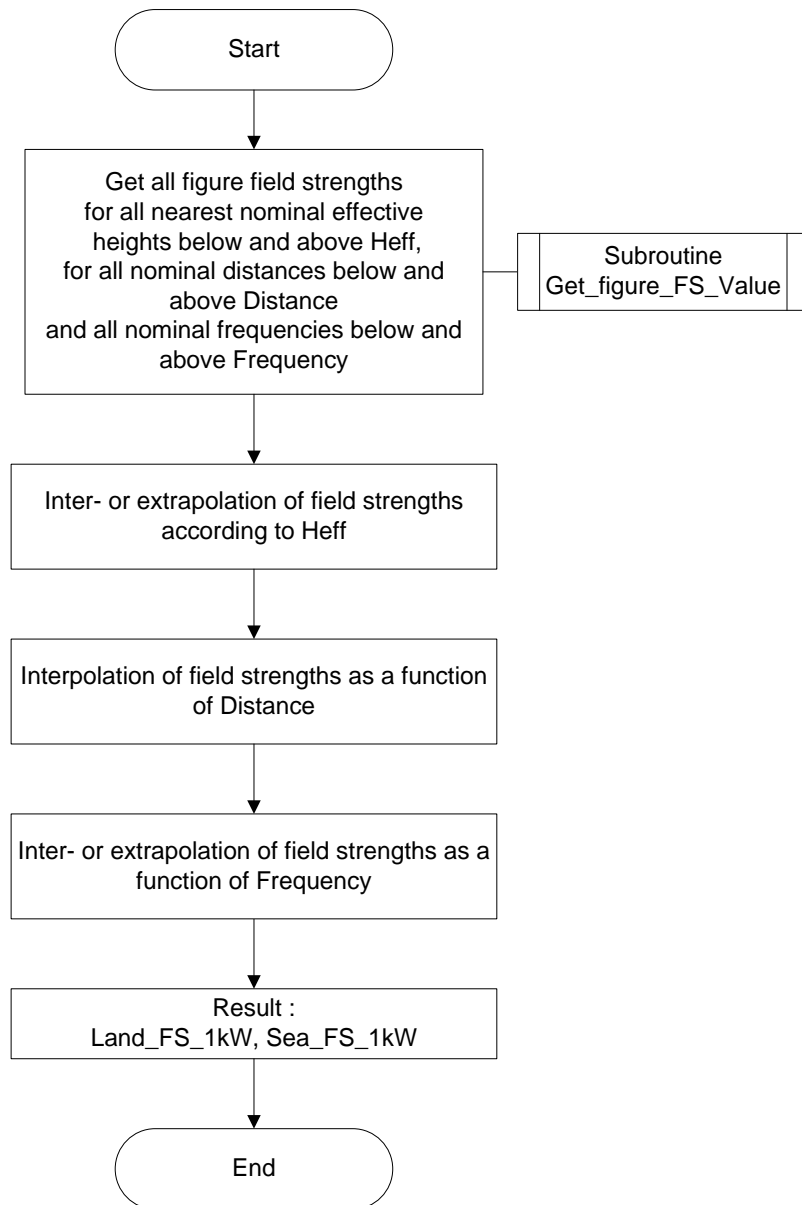 Start
Get all figure field strengths
for all nearest nominal effective
heights below and above Heff,
for all nominal distances below and
above Distance
and all nominal frequencies below and
above Frequency
Subroutine
Get_figure_FS_Value
Inter- or extrapolation of field strengths
according to Heff
Interpolation of field strengths as a function
of Distance
Inter- or extrapolation of field strengths as a
function of Frequency
Result :
Land_FS_1kW, Sea_FS_1kW
End